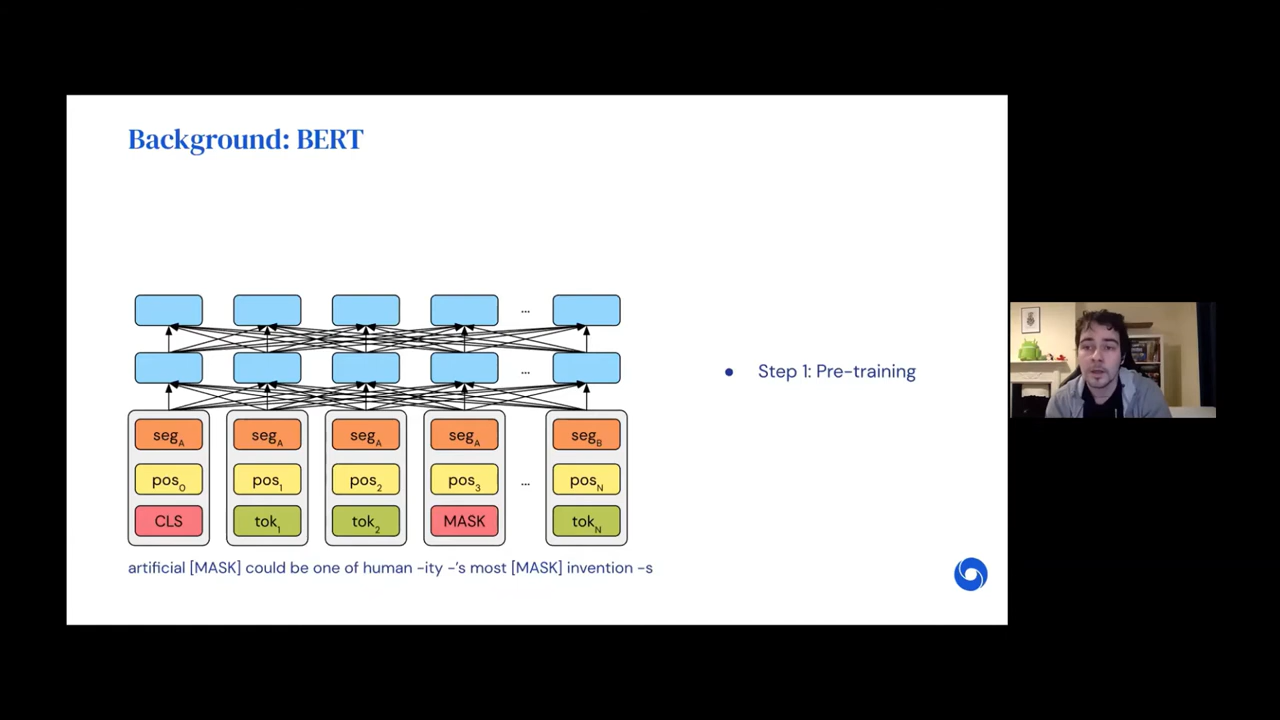 Background: BERT
...
...
Step 1: Pre-training
seg_A seg_A seg_A seg_A seg_B
pos_0 pos_1 pos_2 pos_3 ... pos_N
CLS tok_1 tok_2 MASK tok_N
artificial [MASK] could be one of human -ity -'s most [MASK] invention -s